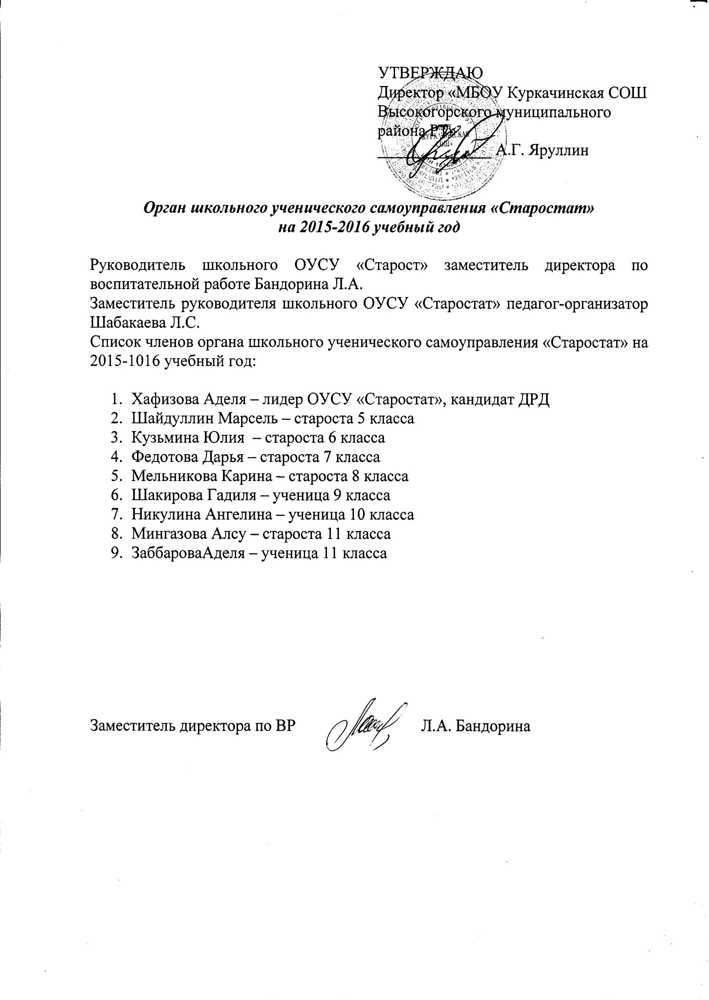 УТВЕРЖДАЮ
Директор «МБОУ Куркачинская СОШ
Высокогорского муниципального
района РТ»
А.Г. Яруллин
Орган школьного ученического самоуправления «Старостат»
на 2015-2016 учебный год
Руководитель школьного ОУСУ «Старост» заместитель директора по
воспитательной работе Бандорина Л.А.
Заместитель руководителя школьного ОУСУ «Старостат» педагог-организатор
Шабакаева Л.С.
Список членов органа школьного ученического самоуправления «Старостат» на
2015-1016 учебный год:
1. Хафизова Аделя – лидер ОУСУ «Старостат», кандидат ДРД
2. Шайдуллин Марсель – староста 5 класса
3. Кузьмина Юлия – староста 6 класса
4. Федотова Дарья – староста 7 класса
5. Мельникова Карина – староста 8 класса
6. Шакирова Гадиля – ученица 9 класса
7. Никулина Ангелина – ученица 10 класса
8. Мингазова Алсу – староста 11 класса
9. ЗаббароваАделя – ученица 11 класса
Заместитель директора по ВР Л.А. Бандорина